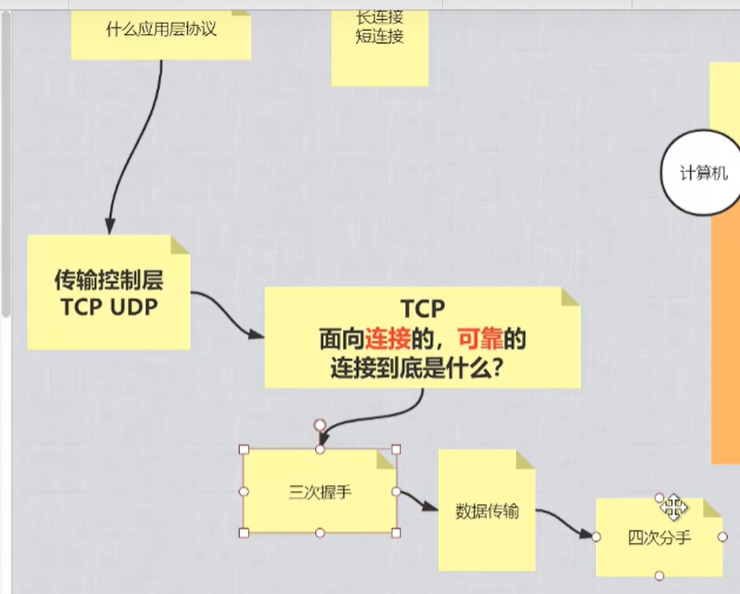 什么应用层协议
长连接
短连接
计算机
传输控制层
TCP UDP
TCP
面向连接的，可靠的
连接到底是什么？
三次握手
数据传输
四次分手